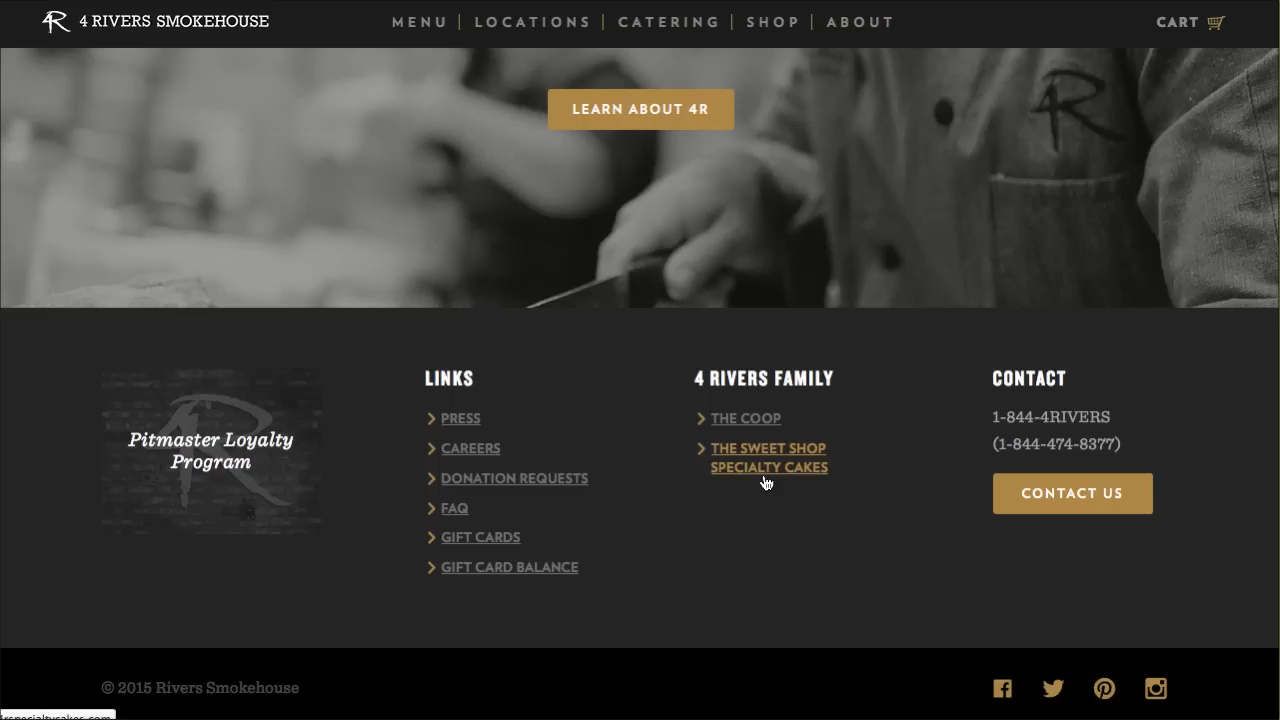 4 RIVERS SMOKEHOUSE
MENU
LOCATIONS
CATERING
SHOP
ABOUT
CART
LEARN ABOUT 4R
4R
Pitmaster Loyalty
Program
LINKS
PRESS
CAREERS
DONATION REQUESTS
FAQ
GIFT CARDS
GIFT CARD BALANCE
4 RIVERS FAMILY
THE COOP
THE SWEET SHOP
SPECIALTY CAKES
CONTACT
1-844-4RIVERS
(1-844-474-8377)
CONTACT US
© 2015 Rivers Smokehouse